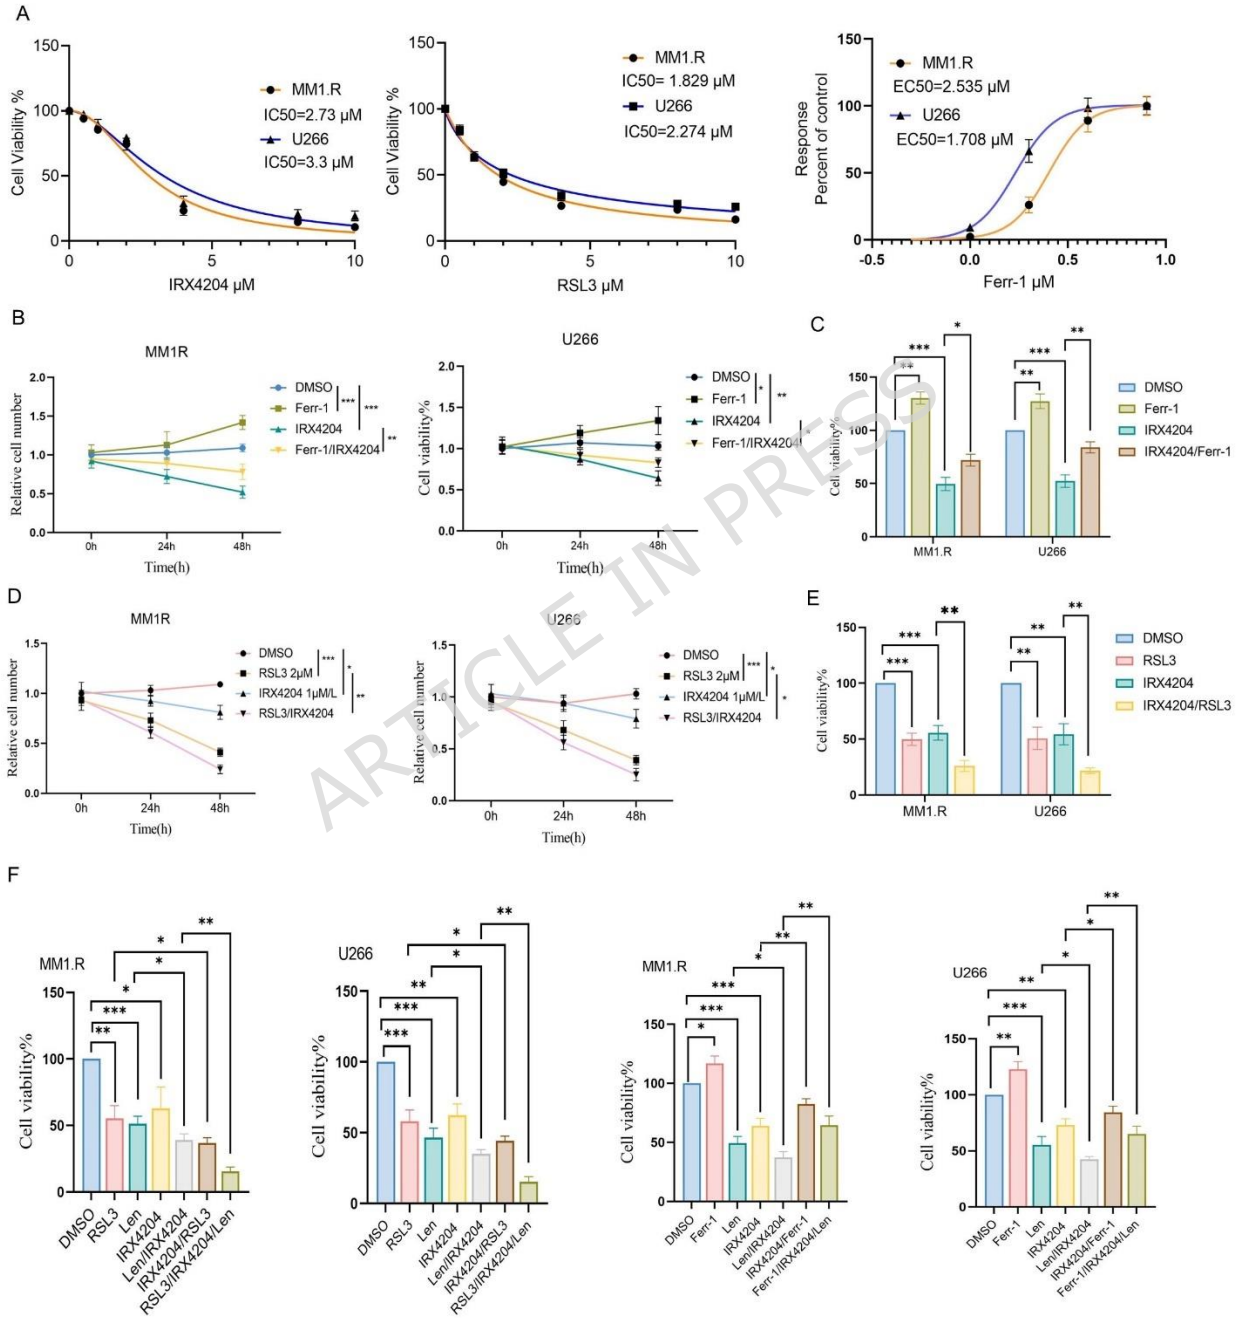 A
150
100
50
0
Cell Viability %
0
5
10
IRX4204 μM
MM1.R
IC50=2.73 μM
U266
IC50=3.3 μM
150
100
50
0
Cell Viability %
0
5
10
RSL3 μM
MM1.R
IC50= 1.829 μM
U266
IC50=2.274 μM
150
100
50
0
Response
Percent of control
-0.5
0.0
0.5
1.0
Ferr-1 μM
MM1.R
EC50=2.535 μM
U266
EC50=1.708 μM
B
MM1R
2.0
1.5
1.0
0.5
0.0
Relative cell number
0h
24h
48h
Time(h)
DMSO
Ferr-1
IRX4204
Ferr-1/IRX4204
***
***
**
U266
2.0
1.5
1.0
0.5
0.0
Cell viability%
0h
24h
48h
Time(h)
DMSO
Ferr-1
IRX4204
Ferr-1/IRX4204
*
**
*
C
150
100
50
0
Cell viability%
**
***
*
**
***
**
MM1.R
U266
DMSO
Ferr-1
IRX4204
IRX4204/Ferr-1
D
MM1R
1.5
1.0
0.5
0.0
Relative cell number
0h
24h
48h
Time(h)
DMSO
RSL3 2μM
IRX4204 1μM/L
RSL3/IRX4204
***
*
**
U266
1.5
1.0
0.5
0.0
Relative cell number
0h
24h
48h
Time(h)
DMSO
RSL3 2μM
IRX4204 1μM/L
RSL3/IRX4204
***
*
*
E
150
100
50
0
Cell viability%
***
***
**
**
**
**
MM1.R
U266
DMSO
RSL3
IRX4204
IRX4204/RSL3
F
MM1.R
150
100
50
0
Cell viability%
**
***
*
*
*
**
DMSO
RSL3
Len
IRX4204
Len/IRX4204
IRX4204/RSL3
RSL3/IRX4204/Len
U266
150
100
50
0
Cell viability%
***
***
**
*
*
**
DMSO
RSL3
Len
IRX4204
Len/IRX4204
IRX4204/RSL3
RSL3/IRX4204/Len
MM1.R
150
100
50
0
Cell viability%
*
***
***
*
**
**
DMSO
Ferr-1
Len
IRX4204
Len/IRX4204
IRX4204/Ferr-1
Ferr-1/IRX4204/Len
U266
150
100
50
0
Cell viability%
**
***
**
*
*
**
DMSO
Ferr-1
Len
IRX4204
Len/IRX4204
IRX4204/Ferr-1
Ferr-1/IRX4204/Len
ARTICLE IN PRESS